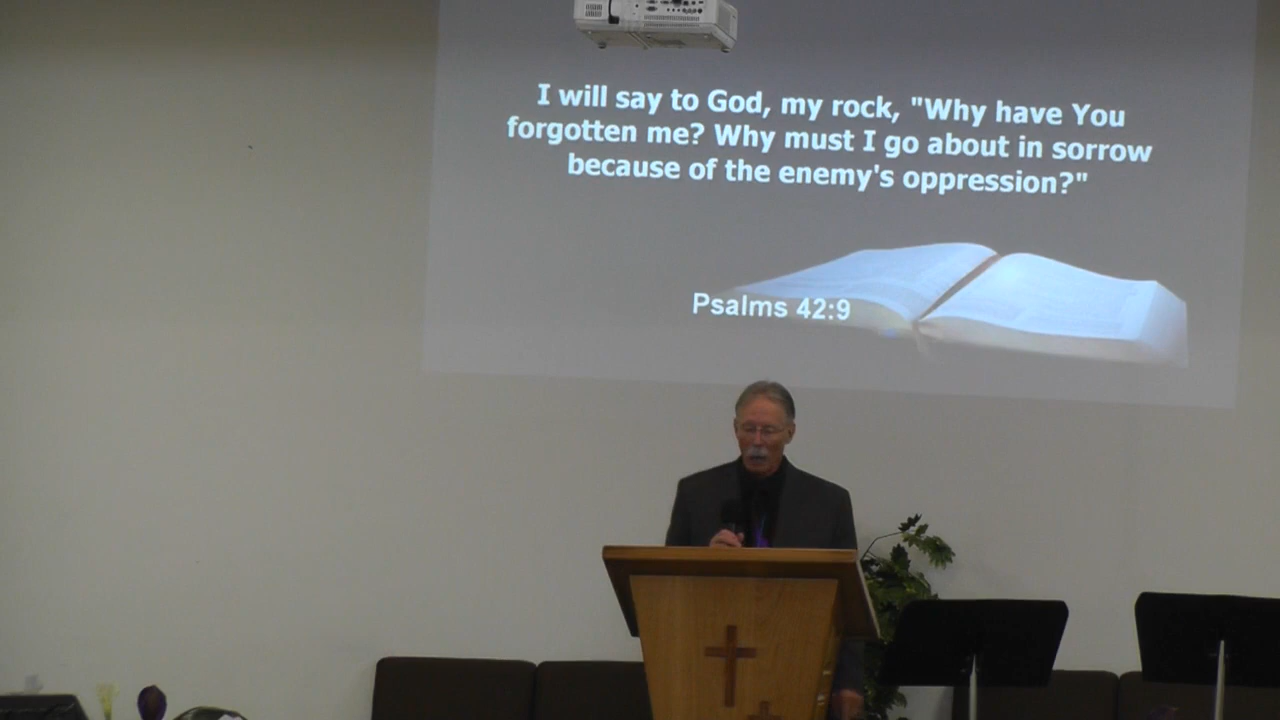 I will say to God, my rock, "Why have You
forgotten me? Why must I go about in sorrow
because of the enemy's oppression?"
Psalms 42:9